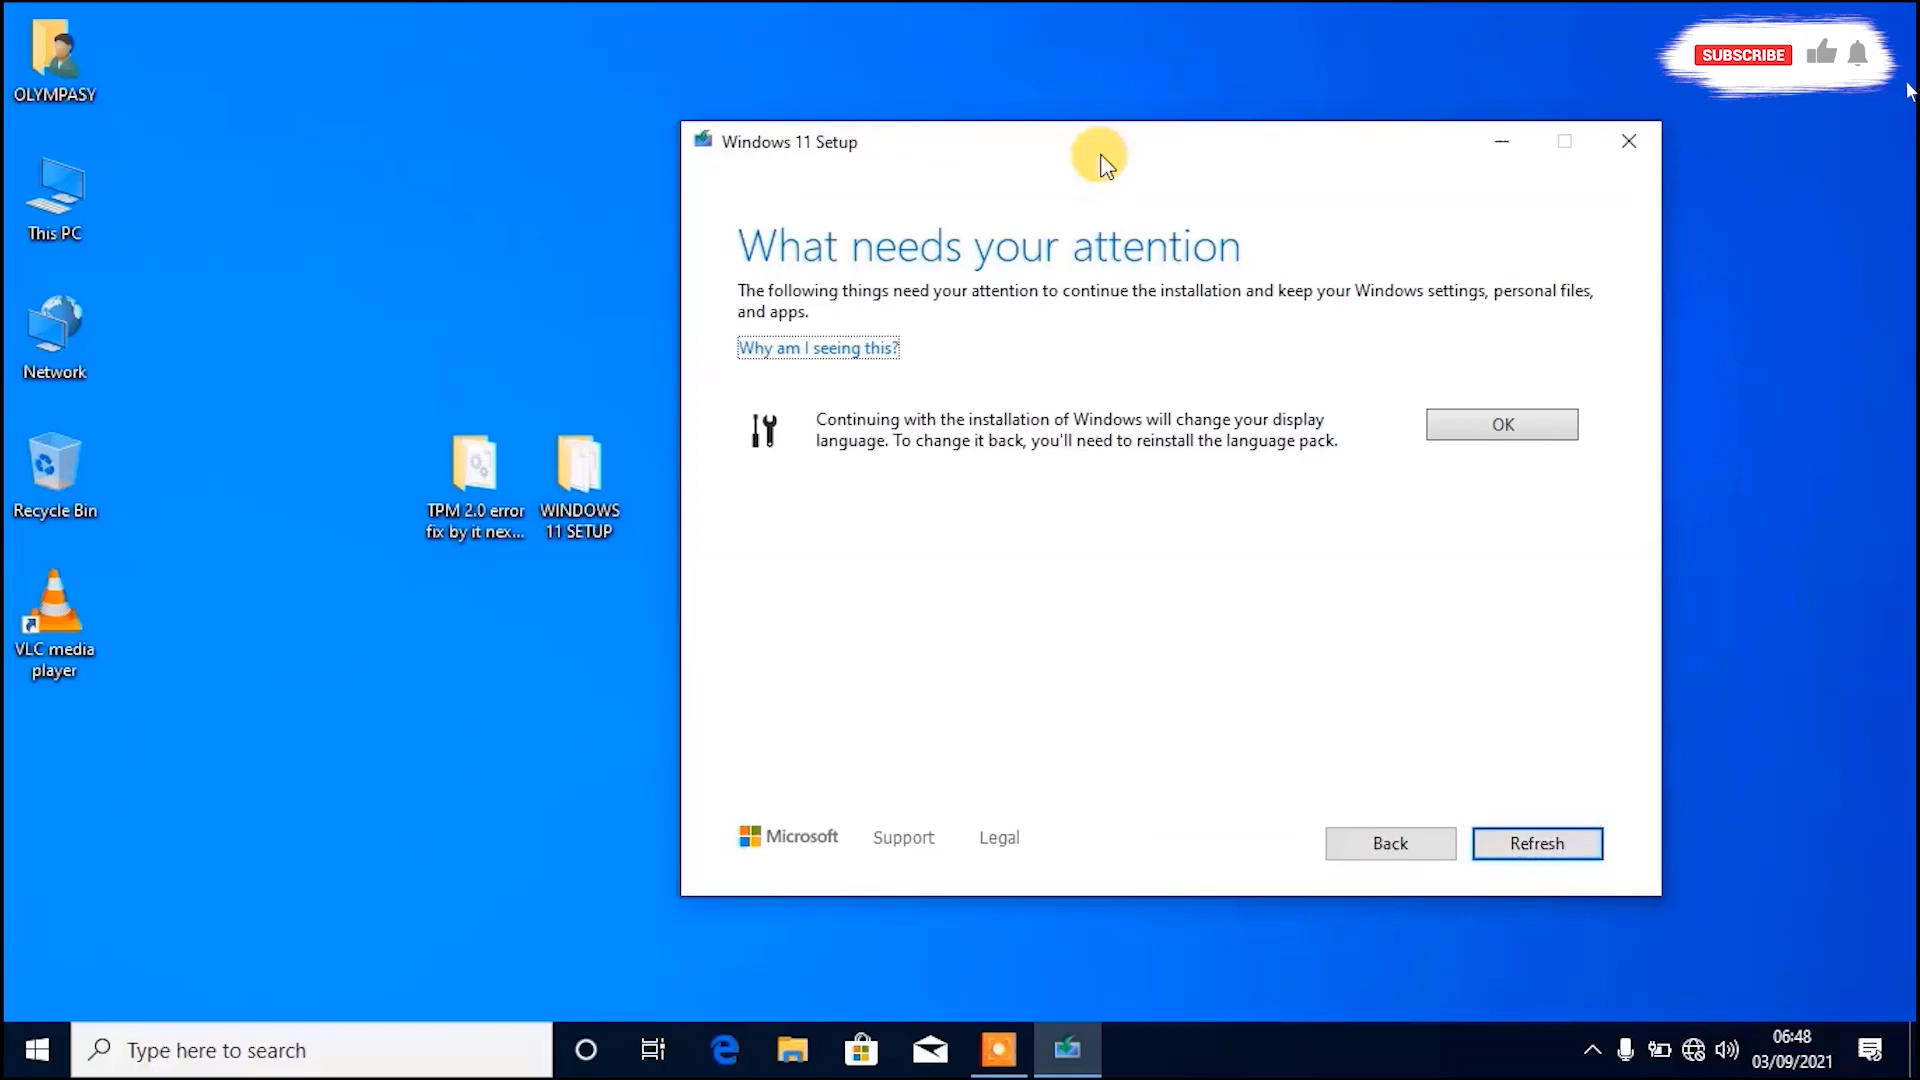 OLYMPASY
This PC
Network
Recycle Bin
VLC media
player
TPM 2.0 error
fix by it nex...
WINDOWS
11 SETUP
SUBSCRIBE
Windows 11 Setup
What needs your attention
The following things need your attention to continue the installation and keep your Windows settings, personal files,
and apps.
Why am I seeing this?
Continuing with the installation of Windows will change your display
language. To change it back, you'll need to reinstall the language pack.
OK
Microsoft
Support
Legal
Back
Refresh
Type here to search
06:48
03/09/2021